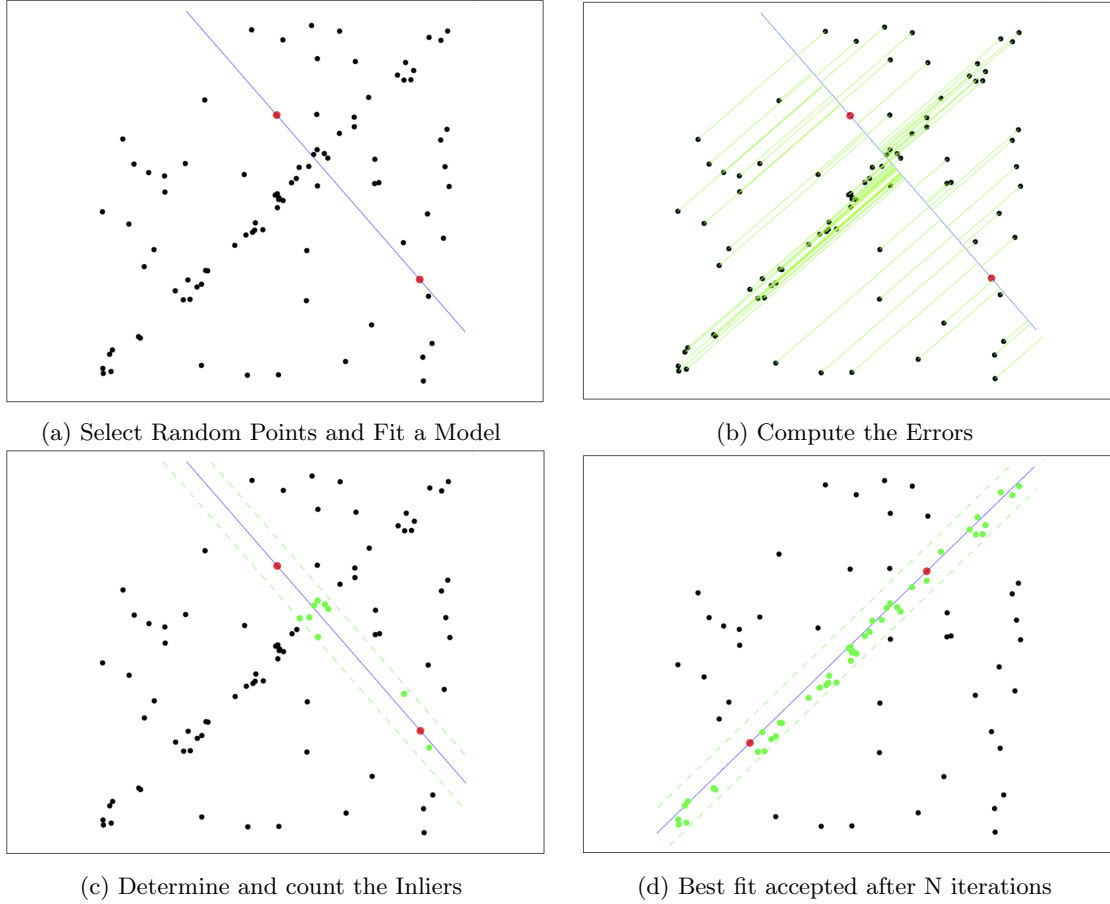 (a) Select Random Points and Fit a Model
(b) Compute the Errors
(c) Determine and count the Inliers
(d) Best fit accepted after N iterations